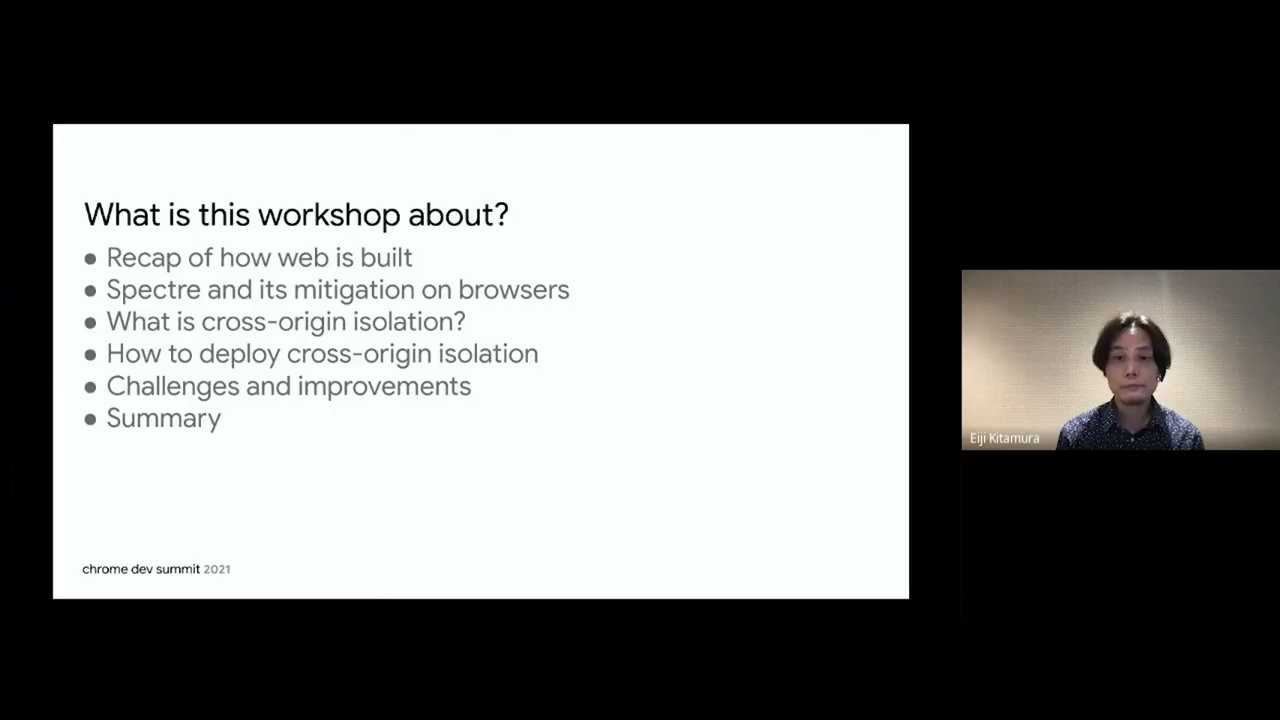 What is this workshop about?
● Recap of how web is built
● Spectre and its mitigation on browsers
● What is cross-origin isolation?
● How to deploy cross-origin isolation
● Challenges and improvements
● Summary
chrome dev summit 2021
Eiji Kitamura